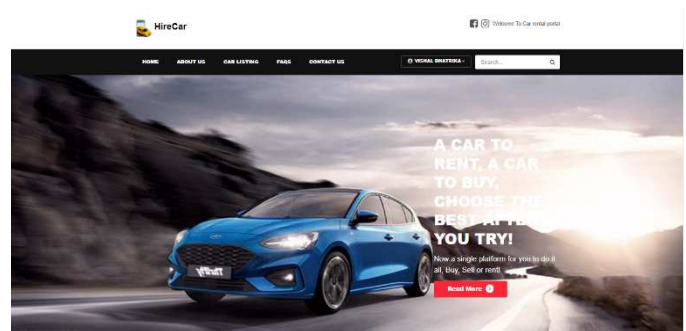 HireCar
Welcome To Car rental portal
HOME ABOUT US CAR LISTING FAQS CONTACT US VISHAL BHATRIKA Search...
A CAR TO
RENT, A CAR
TO BUY,
CHOOSE THE
BEST AFTER
YOU TRY!
Now a single platform for you to do it
all, Buy, Sell or rent!
Read More
Thrifty